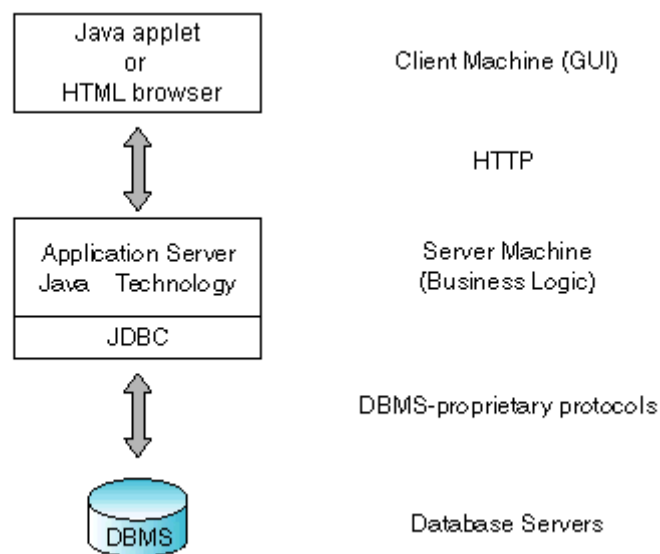 Java applet
or
HTML browser
Client Machine (GUI)
HTTP
Application Server
Java Technology
JDBC
Server Machine
(Business Logic)
DBMS-proprietary protocols
DBMS
Database Servers